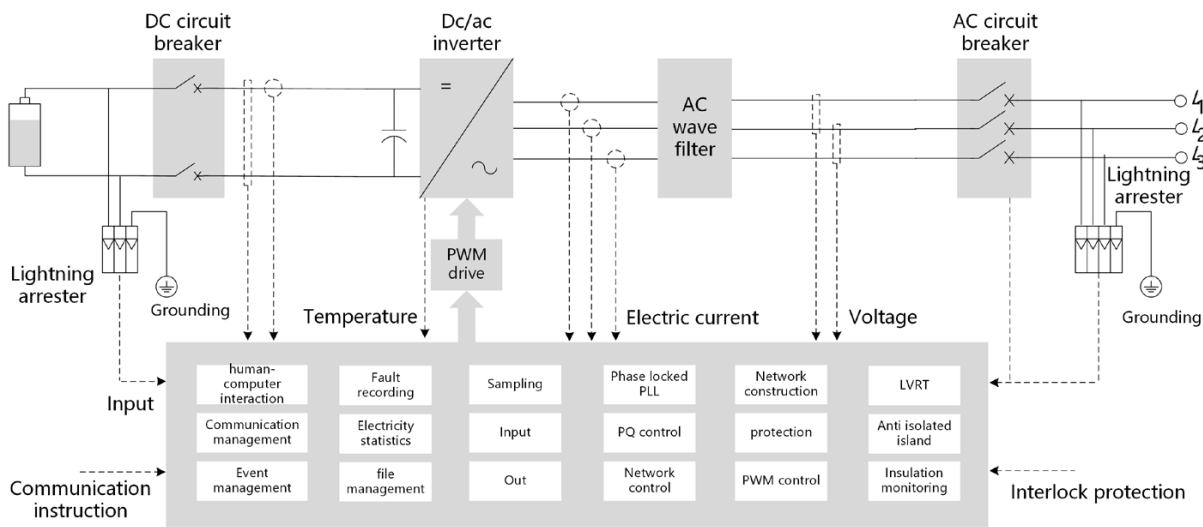 DC circuit
breaker
Dc/ac
inverter
AC circuit
breaker
=
AC
wave
filter
L1
L2
L3
Lightning
arrester
Grounding
PWM
drive
Lightning
arrester
Grounding
Temperature
Electric current
Voltage
Input
Communication
instruction
Interlock protection
human-
computer
interaction
Fault
recording
Sampling
Phase locked
PLL
Network
construction
LVRT
Communication
management
Electricity
statistics
Input
PQ control
protection
Anti isolated
island
Event
management
file
management
Out
Network
control
PWM control
Insulation
monitoring